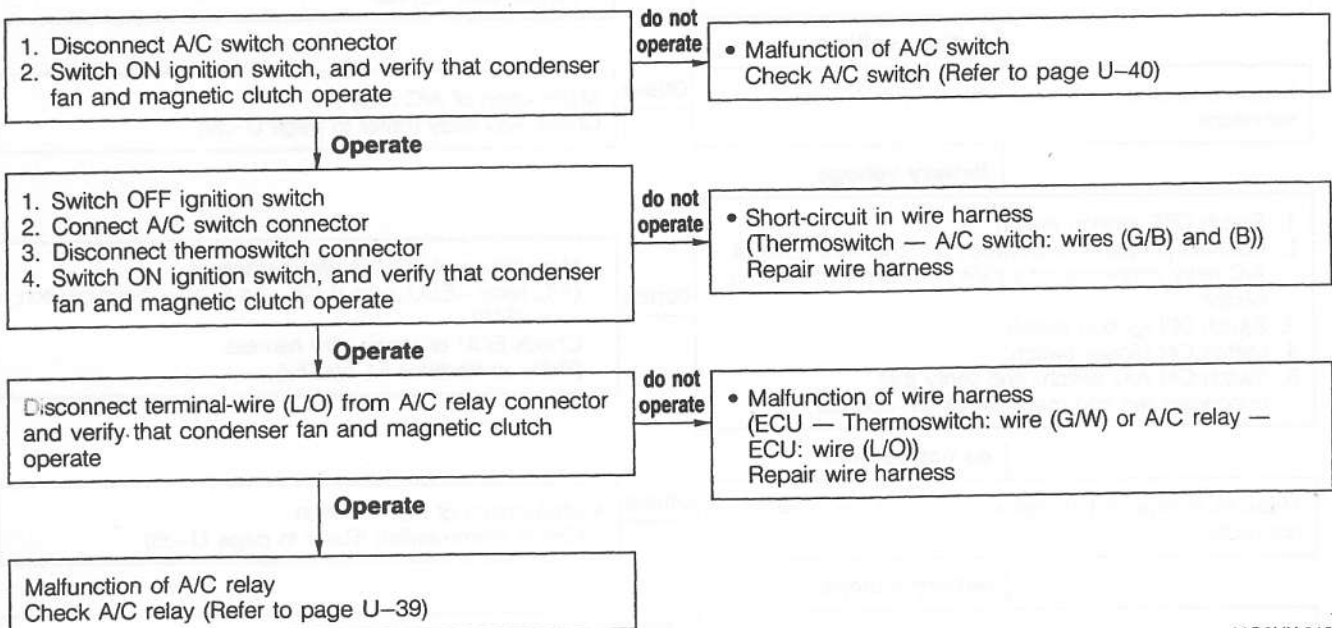 1. Disconnect A/C switch connector
2. Switch ON ignition switch, and verify that condenser
fan and magnetic clutch operate
do not
operate
• Malfunction of A/C switch
Check A/C switch (Refer to page U–40)
Operate
1. Switch OFF ignition switch
2. Connect A/C switch connector
3. Disconnect thermoswitch connector
4. Switch ON ignition switch, and verify that condenser
fan and magnetic clutch operate
do not
operate
• Short-circuit in wire harness
(Thermoswitch — A/C switch: wires (G/B) and (B))
Repair wire harness
Operate
Disconnect terminal-wire (L/O) from A/C relay connector
and verify that condenser fan and magnetic clutch
operate
do not
operate
• Malfunction of wire harness
(ECU — Thermoswitch: wire (G/W) or A/C relay —
ECU: wire (L/O))
Repair wire harness
Operate
Malfunction of A/C relay
Check A/C relay (Refer to page U–39)